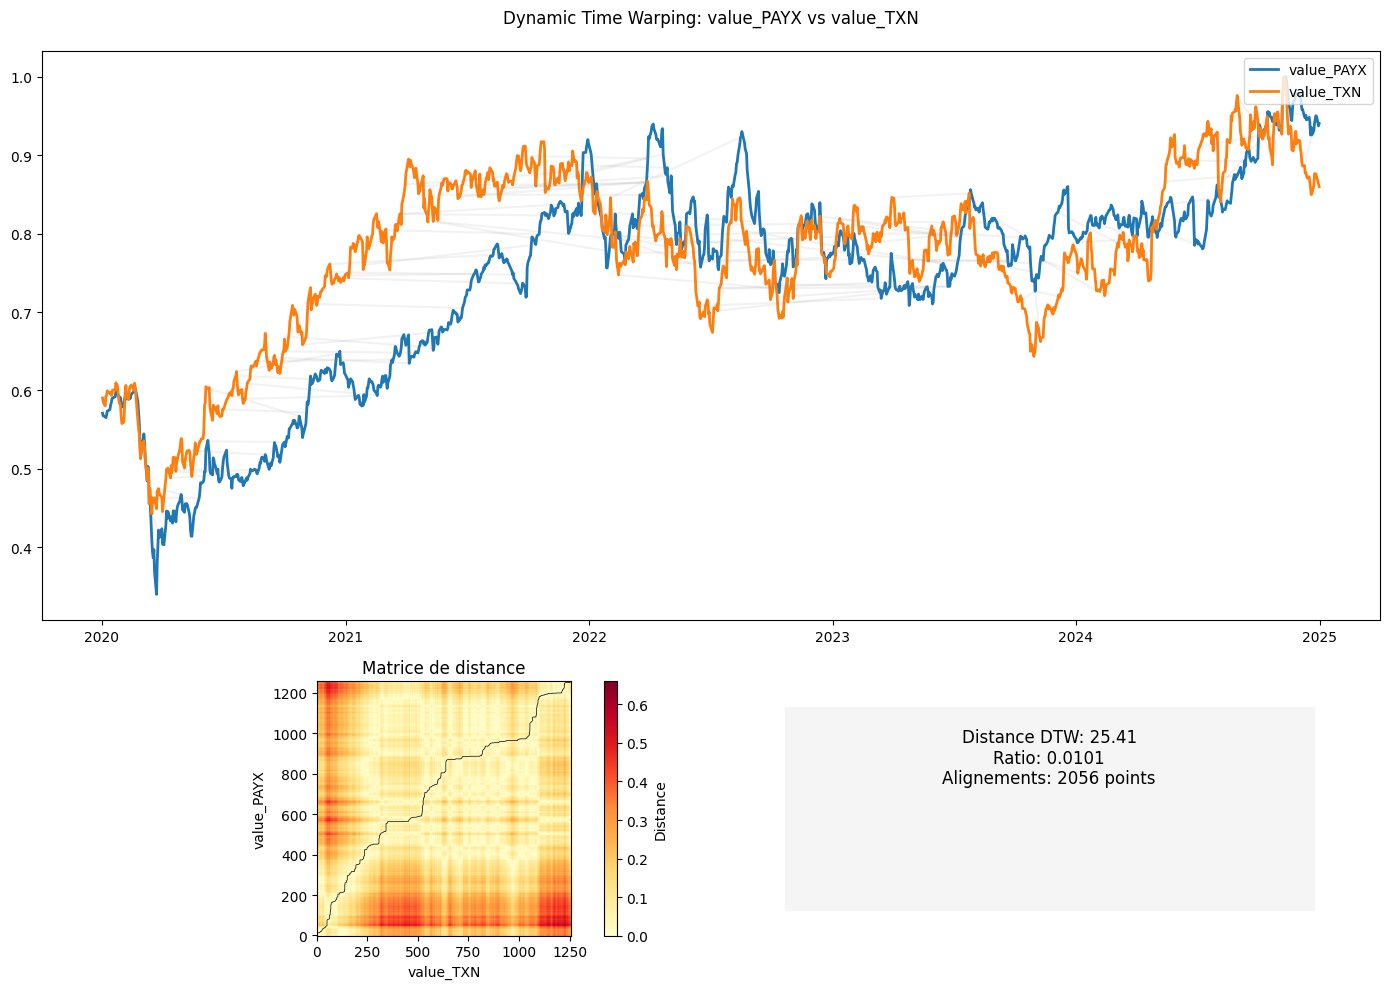 Dynamic Time Warping: value_PAYX vs value_TXN
value_PAYX
value_TXN
1.0
0.9
0.8
0.7
0.6
0.5
0.4
2020 2021 2022 2023 2024 2025
Matrice de distance
value_PAYX
1200
1000
800
600
400
200
0
0 250 500 750 1000 1250
value_TXN
0.6
0.5
0.4
0.3
0.2
0.1
0.0
Distance
Distance DTW: 25.41
Ratio: 0.0101
Alignements: 2056 points